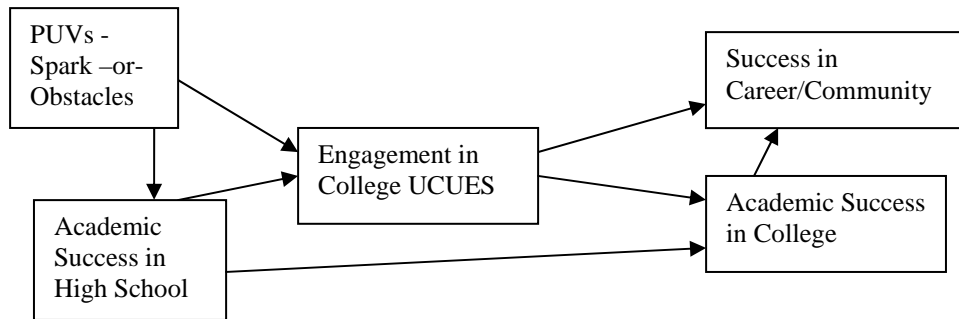 PUVs -
Spark –or-
Obstacles
Success in
Career/Community
Engagement in
College UCUES
Academic Success
in College
Academic
Success in
High School